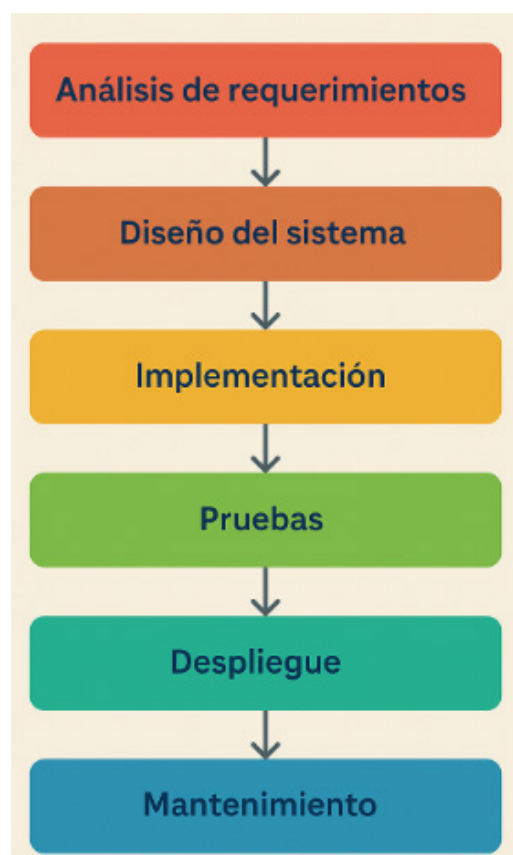 Análisis de requerimientos
Diseño del sistema
Implementación
Pruebas
Despliegue
Mantenimiento